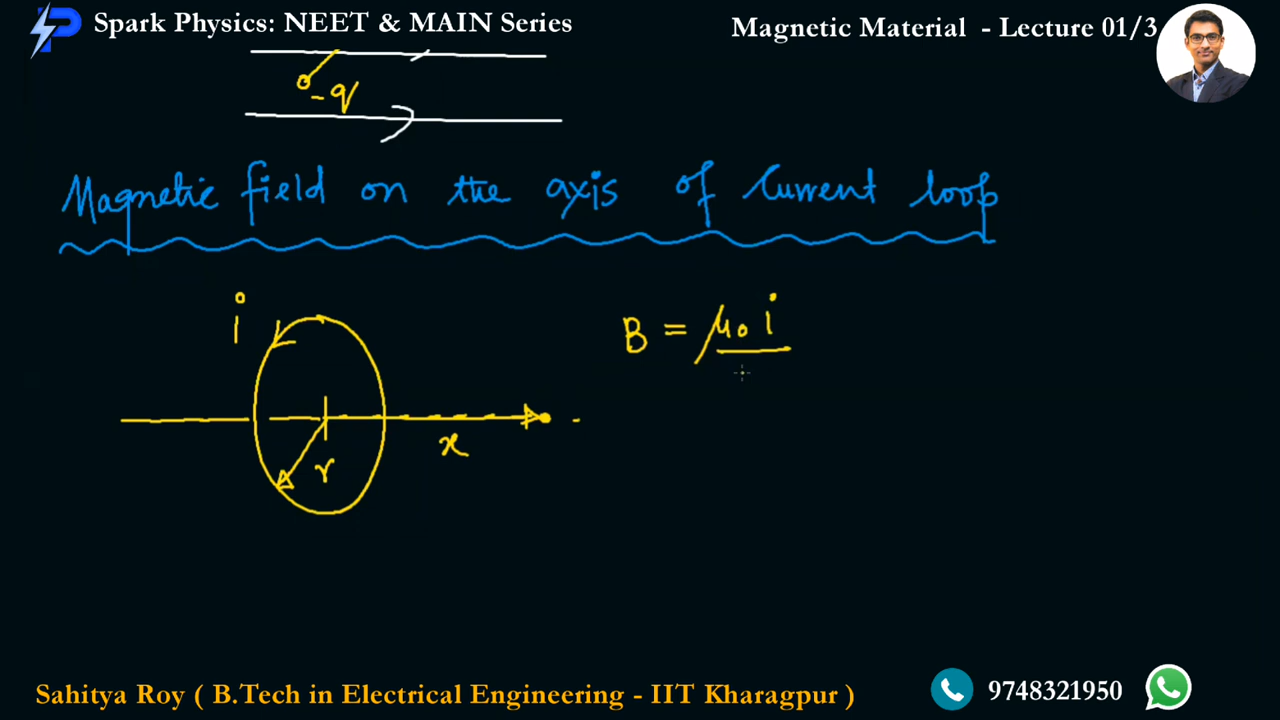 Spark Physics: NEET & MAIN Series
Magnetic Material - Lecture 01/3
-q
Magnetic field on the axis of Current loop
i
B = μ₀ i
x
r
Sahitya Roy ( B.Tech in Electrical Engineering - IIT Kharagpur )
9748321950